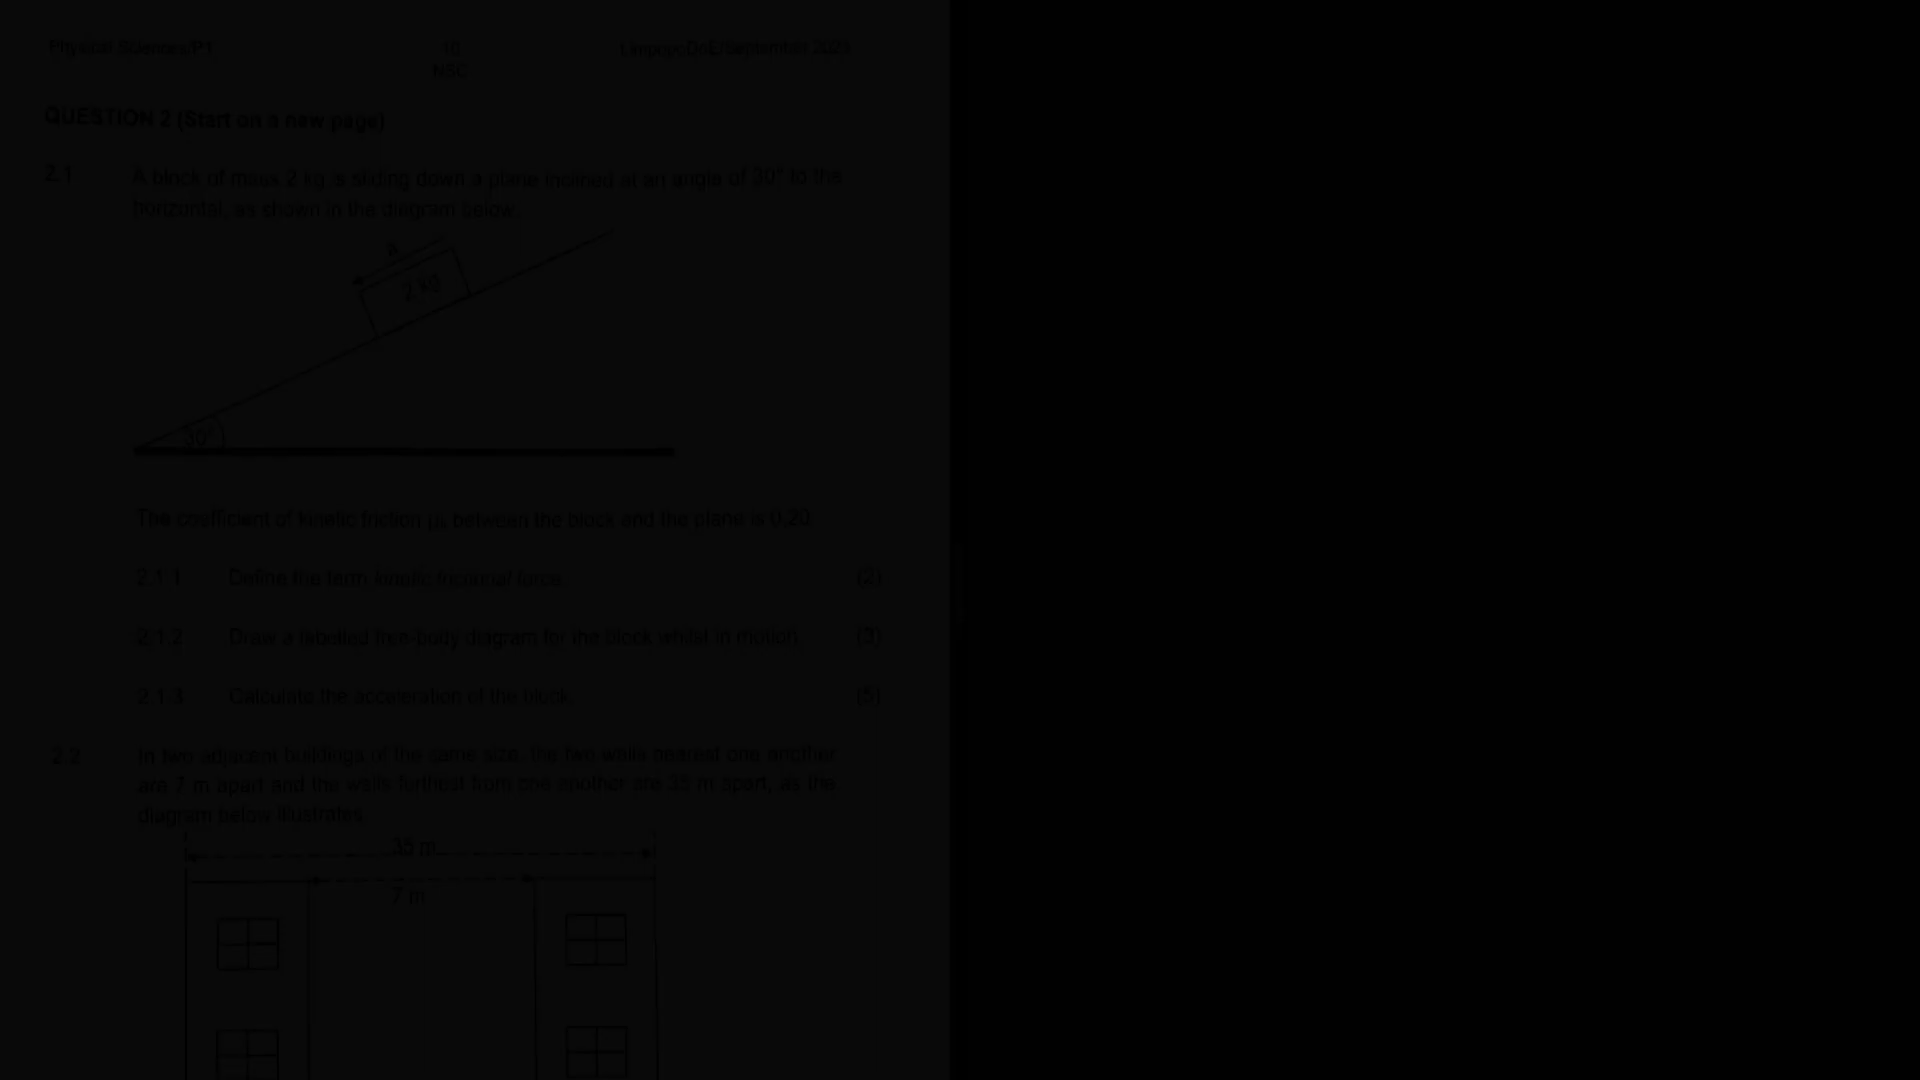 Physical Sciences/P1
10
LimpopoDoE/September 2023
NSC
QUESTION 2 (Start on a new page)
2.1 A block of mass 2 kg is sliding down a plane inclined at an angle of 30° to the
horizontal, as shown in the diagram below.
a
2 kg
30°
The coefficient of kinetic friction μk between the block and the plane is 0,20
2.1.1 Define the term kinetic frictional force. (2)
2.1.2 Draw a labelled free-body diagram for the block whilst in motion. (3)
2.1.3 Calculate the acceleration of the block. (5)
2.2 In two adjacent buildings of the same size, the two walls nearest one another
are 7 m apart and the walls furthest from one another are 35 m apart, as the
diagram below illustrates.
35 m
7 m